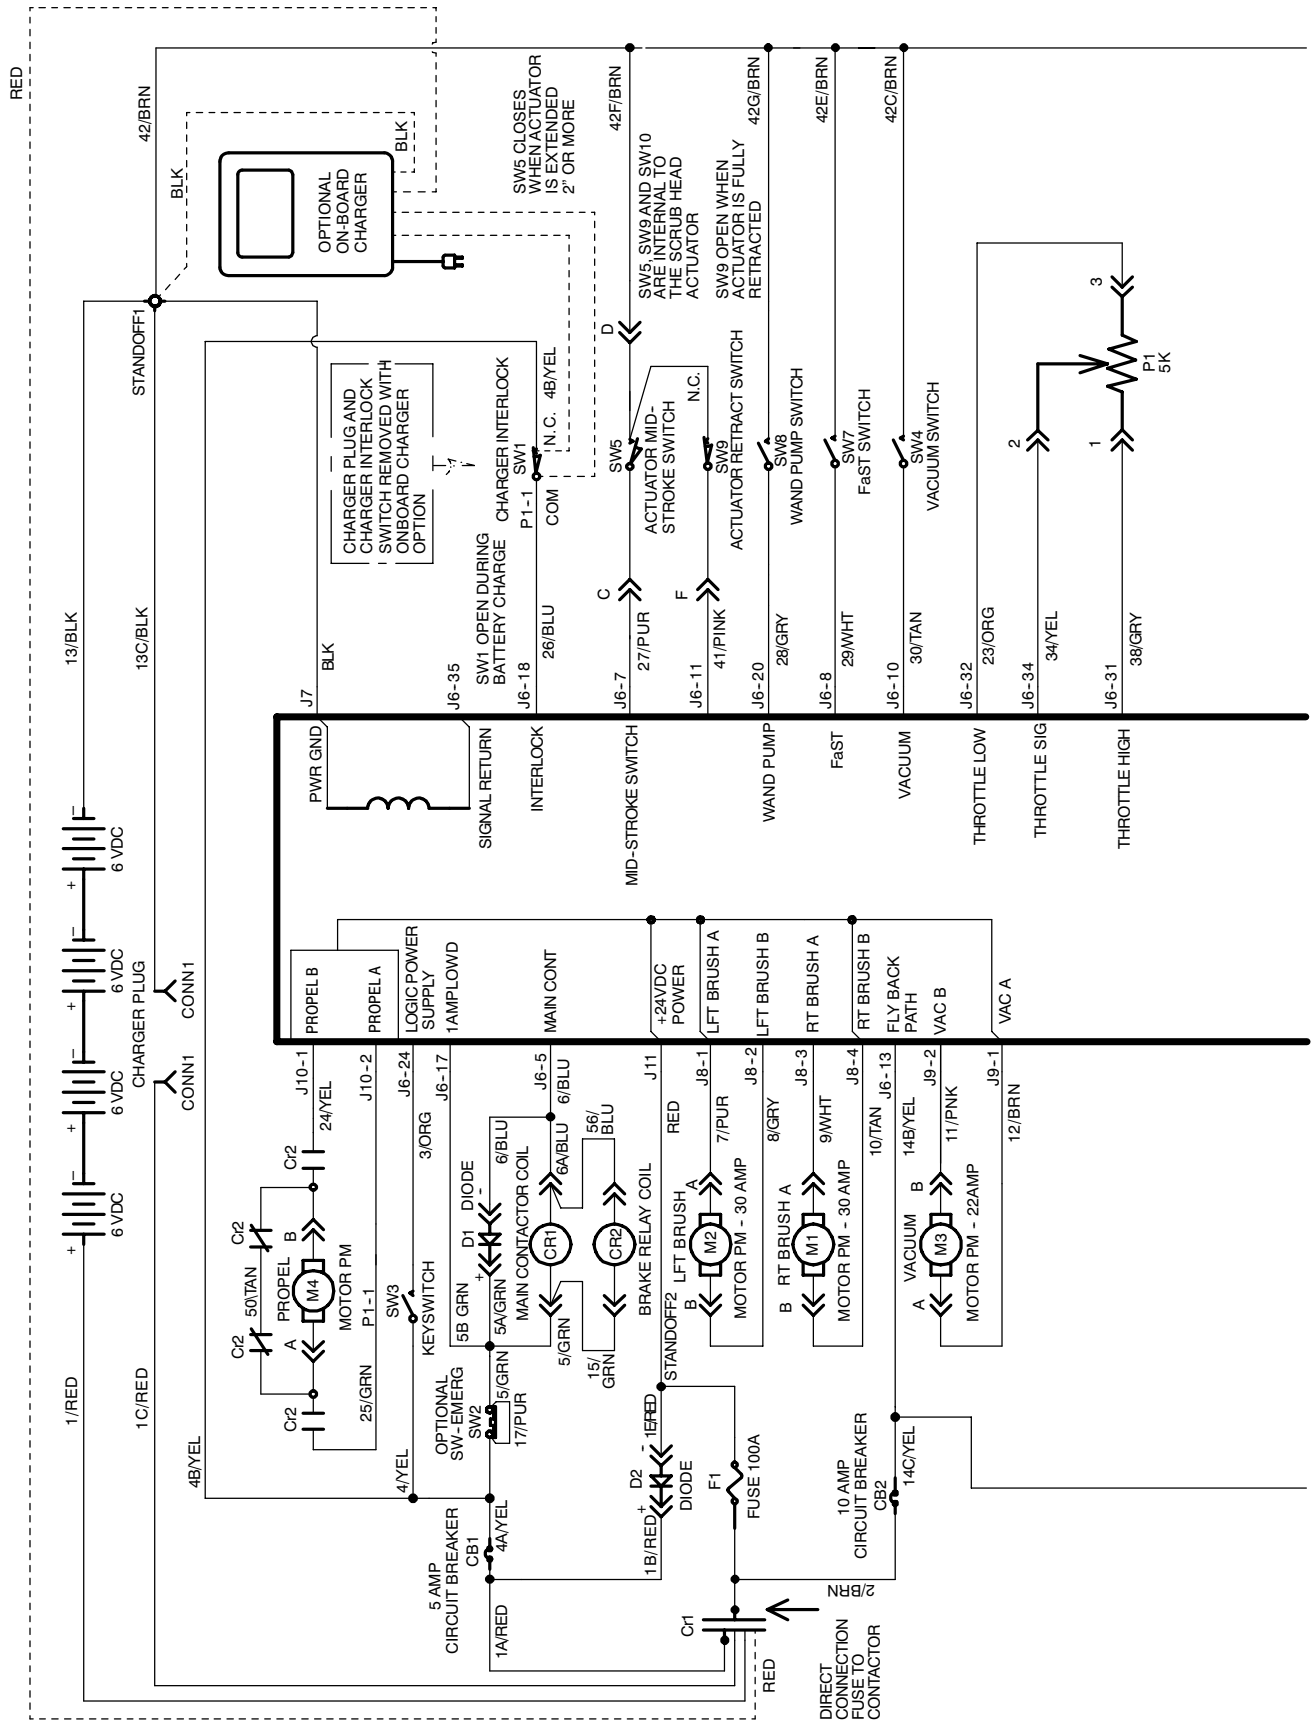 RED
42/BRN
BLK
BLK
OPTIONAL
ON-BOARD
CHARGER
STANDOFF1
SW5 CLOSES
WHEN ACTUATOR
IS EXTENDED
2" OR MORE
42F/BRN
42G/BRN
42E/BRN
42C/BRN
SW5, SW9 AND SW10
ARE INTERNAL TO
THE SCRUB HEAD
ACTUATOR
SW9 OPEN WHEN
ACTUATOR IS FULLY
RETRACTED
CHARGER PLUG AND
CHARGER INTERLOCK
SWITCH REMOVED WITH
ONBOARD CHARGER
OPTION
CHARGER INTERLOCK
SW1
N.C.
4B/YEL
P1-1
COM
D
SW5
ACTUATOR MID-
STROKE SWITCH
N.C.
SW9
ACTUATOR RETRACT SWITCH
SW8
WAND PUMP SWITCH
SW7
FaST SWITCH
SW4
VACUUM SWITCH
3
2
1
P1
5K
13/BLK
13C/BLK
BLK
SW1 OPEN DURING
BATTERY CHARGE
26/BLU
C
27/PUR
F
41/PINK
28/GRY
29/WHT
30/TAN
23/ORG
34/YEL
38/GRY
J7
J6-35
J6-18
J6-7
J6-11
J6-20
J6-8
J6-10
J6-32
J6-34
J6-31
PWR GND
SIGNAL RETURN
INTERLOCK
MID-STROKE SWITCH
WAND PUMP
FaST
VACUUM
THROTTLE LOW
THROTTLE SIG
THROTTLE HIGH
+ −
6 VDC
+ −
6 VDC
+ −
6 VDC
+ −
6 VDC
CHARGER PLUG
CONN1
CONN1
PROPEL B
PROPEL A
LOGIC POWER
SUPPLY
1AMPLOWD
MAIN CONT
+24VDC
POWER
LFT BRUSH A
LFT BRUSH B
RT BRUSH A
RT BRUSH B
FLY BACK
PATH
VAC B
VAC A
J10-1
J10-2
J6-24
J6-17
J6-5
J11
J8-1
J8-2
J8-3
J8-4
J6-13
J9-2
J9-1
24/YEL
3/ORG
6/BLU
6/BLU
6A/BLU
56/
BLU
RED
7/PUR
8/GRY
9/WHT
10/TAN
14B/YEL
11/PNK
12/BRN
Cr2
Cr2
50\TAN
Cr2
Cr2
B
PROPEL
M4
A
MOTOR PM
P1-1
25/GRN
SW3
KEYSWITCH
DIODE
D1
-
+
5B GRN
5A/GRN
MAIN CONTACTOR COIL
CR1
CR2
BRAKE RELAY COIL
5/GRN
15/
GRN
STANDOFF2
LFT BRUSH
A
M2
B
MOTOR PM - 30 AMP
RT BRUSH A
M1
B
MOTOR PM - 30 AMP
VACUUM
B
M3
A
MOTOR PM - 22AMP
1/RED
1C/RED
4B/YEL
4/YEL
OPTIONAL
SW-EMERG
SW2
5/GRN
17/PUR
5 AMP
CIRCUIT BREAKER
CB1
4A/YEL
1A/RED
-
D2
DIODE
+
1B/RED
F1
FUSE 100A
10 AMP
CIRCUIT BREAKER
CB2
14C/YEL
2/BRN
Cr1
RED
DIRECT
CONNECTION
FUSE TO
CONTACTOR